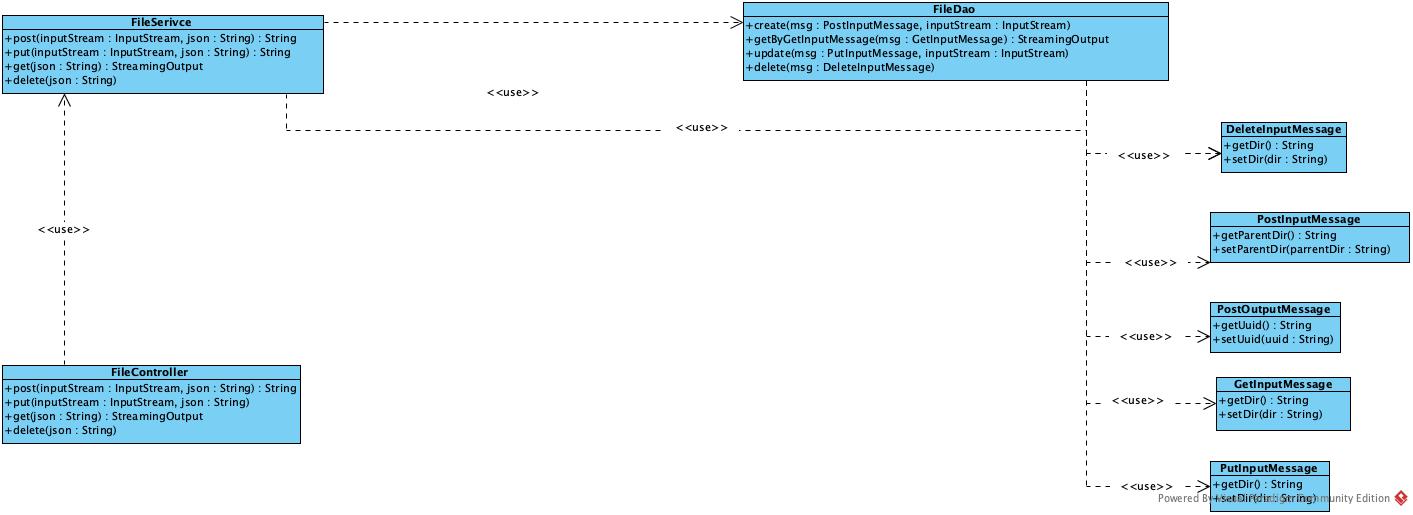 FileSerivce
+post(inputStream : InputStream, json : String) : String
+put(inputStream : InputStream, json : String) : String
+get(json : String) : StreamingOutput
+delete(json : String)
FileDao
+create(msg : PostInputMessage, inputStream : InputStream)
+getByGetInputMessage(msg : GetInputMessage) : StreamingOutput
+update(msg : PutInputMessage, inputStream : InputStream)
+delete(msg : DeleteInputMessage)
<<use>>
<<use>>
DeleteInputMessage
+getDir() : String
+setDir(dir : String)
<<use>>
PostInputMessage
+getParentDir() : String
+setParentDir(parrentDir : String)
<<use>>
<<use>>
PostOutputMessage
+getUuid() : String
+setUuid(uuid : String)
<<use>>
FileController
+post(inputStream : InputStream, json : String) : String
+put(inputStream : InputStream, json : String)
+get(json : String) : StreamingOutput
+delete(json : String)
GetInputMessage
+getDir() : String
+setDir(dir : String)
<<use>>
PutInputMessage
+getDir() : String
+setDir(dir : String)
<<use>>
Powered By Visual Paradigm Community Edition